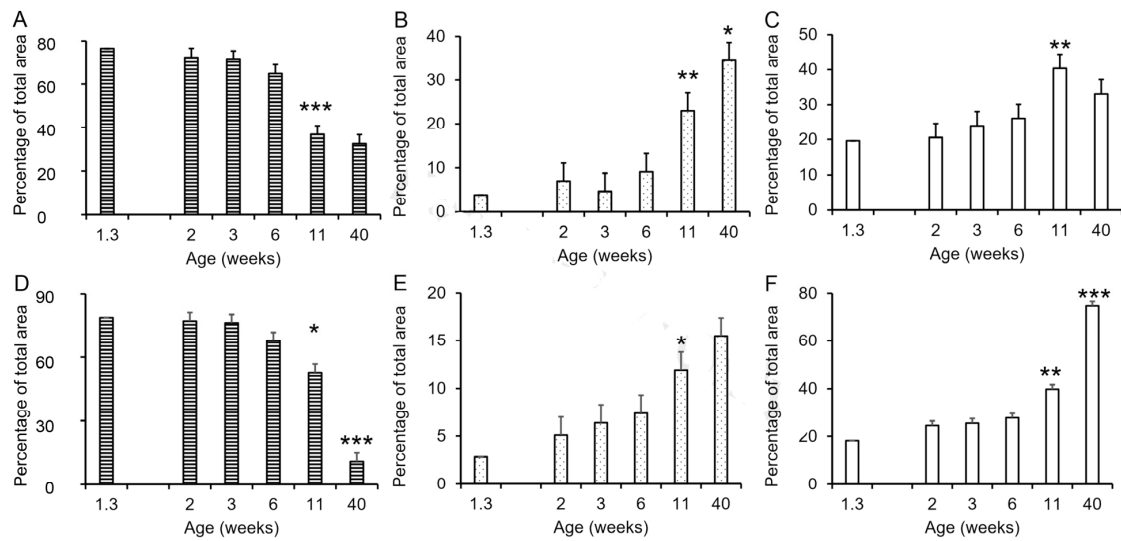 A
Percentage of total area
80
60
40
20
0
***
1.3 2 3 6 11 40
Age (weeks)
B
Percentage of total area
40
30
20
10
0
**
*
1.3 2 3 6 11 40
Age (weeks)
C
Percentage of total area
50
40
30
20
10
0
**
1.3 2 3 6 11 40
Age (weeks)
D
Percentage of total area
90
60
30
0
*
***
1.3 2 3 6 11 40
Age (weeks)
E
Percentage of total area
20
15
10
5
0
*
1.3 2 3 6 11 40
Age (weeks)
F
Percentage of total area
80
60
40
20
0
**
***
1.3 2 3 6 11 40
Age (weeks)